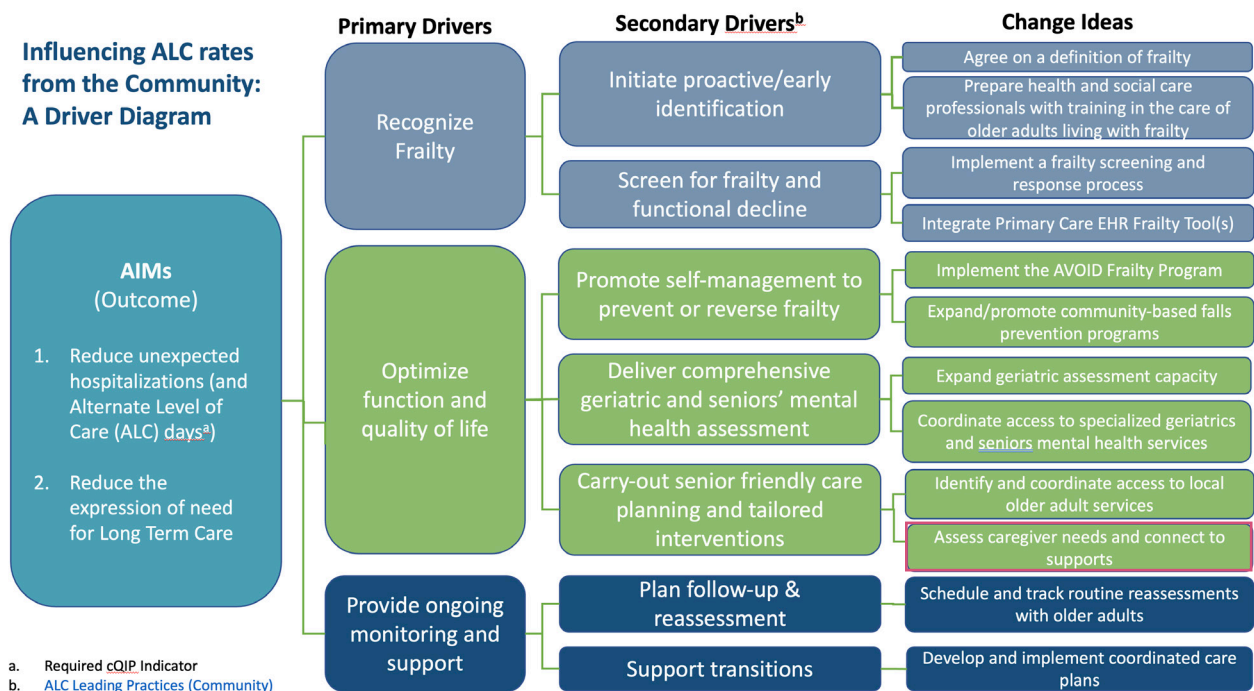 Influencing ALC rates
from the Community:
A Driver Diagram
Primary Drivers
Secondary Driversᵇ
Change Ideas
AIMs
(Outcome)
1. Reduce unexpected
hospitalizations (and
Alternate Level of
Care (ALC) daysᵃ)
2. Reduce the
expression of need
for Long Term Care
Recognize
Frailty
Initiate proactive/early
identification
Agree on a definition of frailty
Prepare health and social care
professionals with training in the care of
older adults living with frailty
Screen for frailty and
functional decline
Implement a frailty screening and
response process
Integrate Primary Care EHR Frailty Tool(s)
Optimize
function and
quality of life
Promote self-management to
prevent or reverse frailty
Implement the AVOID Frailty Program
Expand/promote community-based falls
prevention programs
Deliver comprehensive
geriatric and seniors' mental
health assessment
Expand geriatric assessment capacity
Coordinate access to specialized geriatrics
and seniors mental health services
Carry-out senior friendly care
planning and tailored
interventions
Identify and coordinate access to local
older adult services
Assess caregiver needs and connect to
supports
Provide ongoing
monitoring and
support
Plan follow-up &
reassessment
Schedule and track routine reassessments
with older adults
Support transitions
Develop and implement coordinated care
plans
a. Required cQIP Indicator
b. ALC Leading Practices (Community)